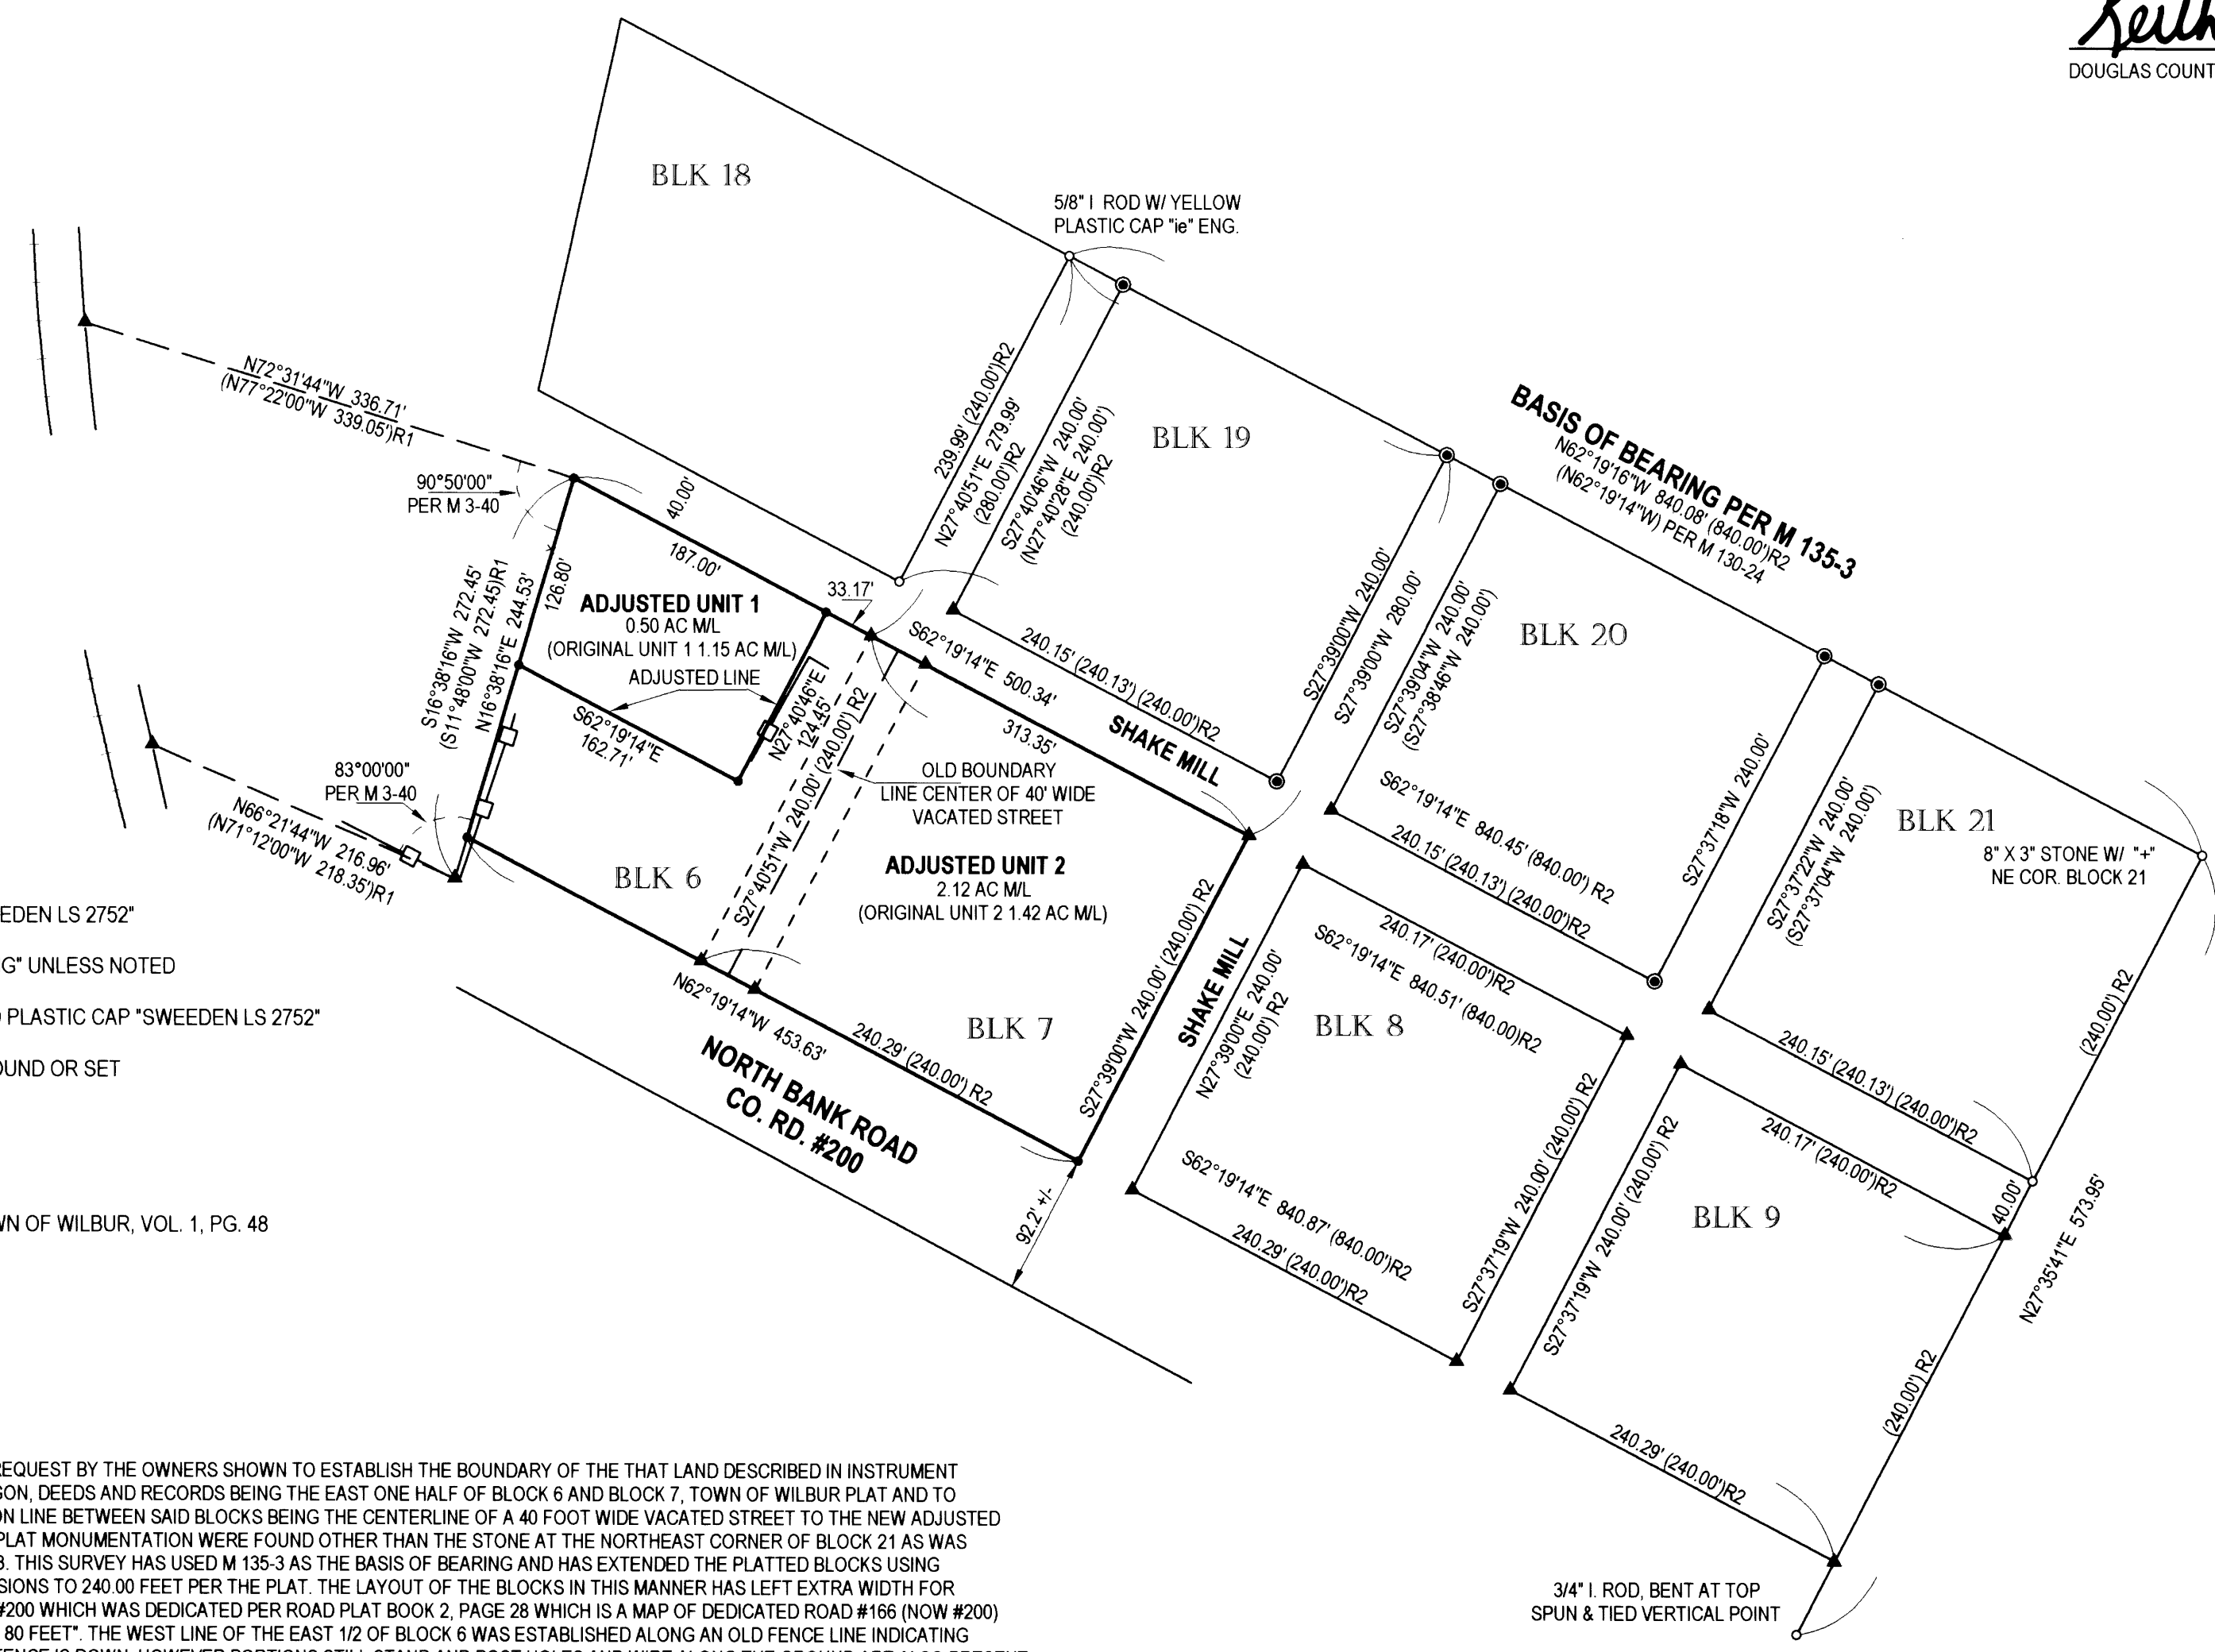 DOUGLAS COUNT
BLK 18
5/8" I ROD W/ YELLOW
PLASTIC CAP "ie" ENG.
N72°31'44"W 336.71'
(N77°22'00"W 339.05')R1
90°50'00"
PER M 3-40
40.00'
187.00'
33.17'
239.99' (240.00')R2
N27°40'51"E 279.99'
(280.00')R2
S27°40'46"W 240.00'
(N27°40'28"E 240.00')
(240.00')R2
BLK 19
BASIS OF BEARING PER M 135-3
N62°19'16"W 840.08' (840.00')R2
(N62°19'14"W) PER M 130-24
S16°38'16"W 272.45'
(S11°48'00"W 272.45)R1
N16°38'16"E 244.53'
126.80'
ADJUSTED UNIT 1
0.50 AC M/L
(ORIGINAL UNIT 1 1.15 AC M/L)
ADJUSTED LINE
S62°19'14"E
162.71'
N27°40'46"E
124.45'
S27°40'51"W 240.00' (240.00') R2
S62°19'14"E 500.34'
313.35'
240.15' (240.13') (240.00')R2
SHAKE MILL
S27°39'00"W 240.00'
S27°39'00"W 280.00'
S27°39'04"W 240.00'
(S27°38'46"W 240.00')
BLK 20
S62°19'14"E 840.45' (840.00') R2
240.15' (240.13') (240.00')R2
S27°37'18"W 240.00'
S27°37'22"W 240.00'
(S27°37'04"W 240.00')
BLK 21
8" X 3" STONE W/ "+"
NE COR. BLOCK 21
240.15' (240.13') (240.00')R2
(240.00') R2
83°00'00"
PER M 3-40
N66°21'44"W 216.96'
(N71°12'00"W 218.35')R1
OLD BOUNDARY
LINE CENTER OF 40' WIDE
VACATED STREET
BLK 6
ADJUSTED UNIT 2
2.12 AC M/L
(ORIGINAL UNIT 2 1.42 AC M/L)
BLK 7
S27°39'00"W 240.00' (240.00') R2
N62°19'14"W 453.63'
240.29' (240.00') R2
NORTH BANK ROAD
CO. RD. #200
92.2' +/-
SHAKE MILL
N27°39'00"E 240.00'
(240.00') R2
240.17' (240.00')R2
S62°19'14"E 840.51' (840.00')R2
BLK 8
S62°19'14"E 840.87' (840.00')R2
240.29' (240.00')R2
S27°37'19"W 240.00' (240.00') R2
S27°37'19"W 240.00' (240.00') R2
240.17' (240.00')R2
BLK 9
40.00'
N27°35'41"E 573.95'
(240.00') R2
240.29' (240.00')R2
3/4" I. ROD, BENT AT TOP
SPUN & TIED VERTICAL POINT
EDEN LS 2752"
G" UNLESS NOTED
PLASTIC CAP "SWEEDEN LS 2752"
OUND OR SET
WN OF WILBUR, VOL. 1, PG. 48
REQUEST BY THE OWNERS SHOWN TO ESTABLISH THE BOUNDARY OF THE THAT LAND DESCRIBED IN INSTRUMENT
GON, DEEDS AND RECORDS BEING THE EAST ONE HALF OF BLOCK 6 AND BLOCK 7, TOWN OF WILBUR PLAT AND TO
ON LINE BETWEEN SAID BLOCKS BEING THE CENTERLINE OF A 40 FOOT WIDE VACATED STREET TO THE NEW ADJUSTED
PLAT MONUMENTATION WERE FOUND OTHER THAN THE STONE AT THE NORTHEAST CORNER OF BLOCK 21 AS WAS
3. THIS SURVEY HAS USED M 135-3 AS THE BASIS OF BEARING AND HAS EXTENDED THE PLATTED BLOCKS USING
SIONS TO 240.00 FEET PER THE PLAT. THE LAYOUT OF THE BLOCKS IN THIS MANNER HAS LEFT EXTRA WIDTH FOR
#200 WHICH WAS DEDICATED PER ROAD PLAT BOOK 2, PAGE 28 WHICH IS A MAP OF DEDICATED ROAD #166 (NOW #200)
80 FEET". THE WEST LINE OF THE EAST 1/2 OF BLOCK 6 WAS ESTABLISHED ALONG AN OLD FENCE LINE INDICATING